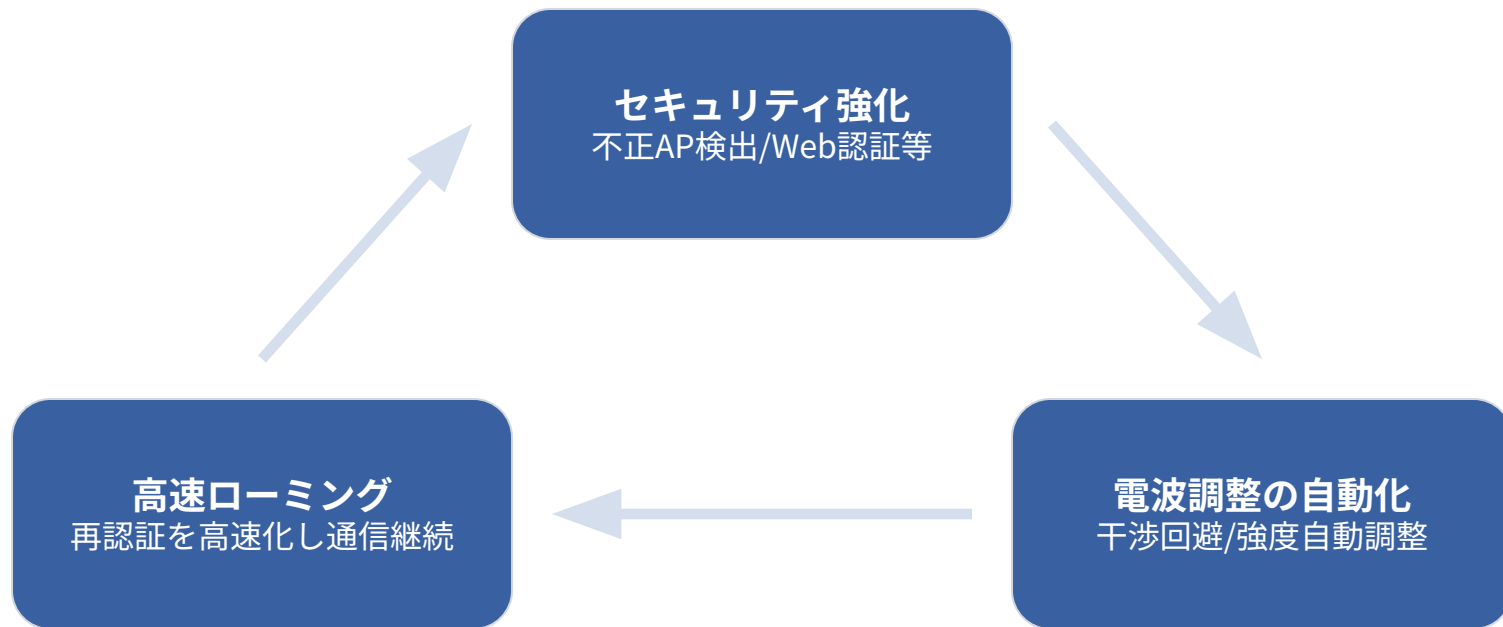 セキュリティ強化
不正AP検出/Web認証等
高速ローミング
再認証を高速化し通信継続
電波調整の自動化
干渉回避/強度自動調整